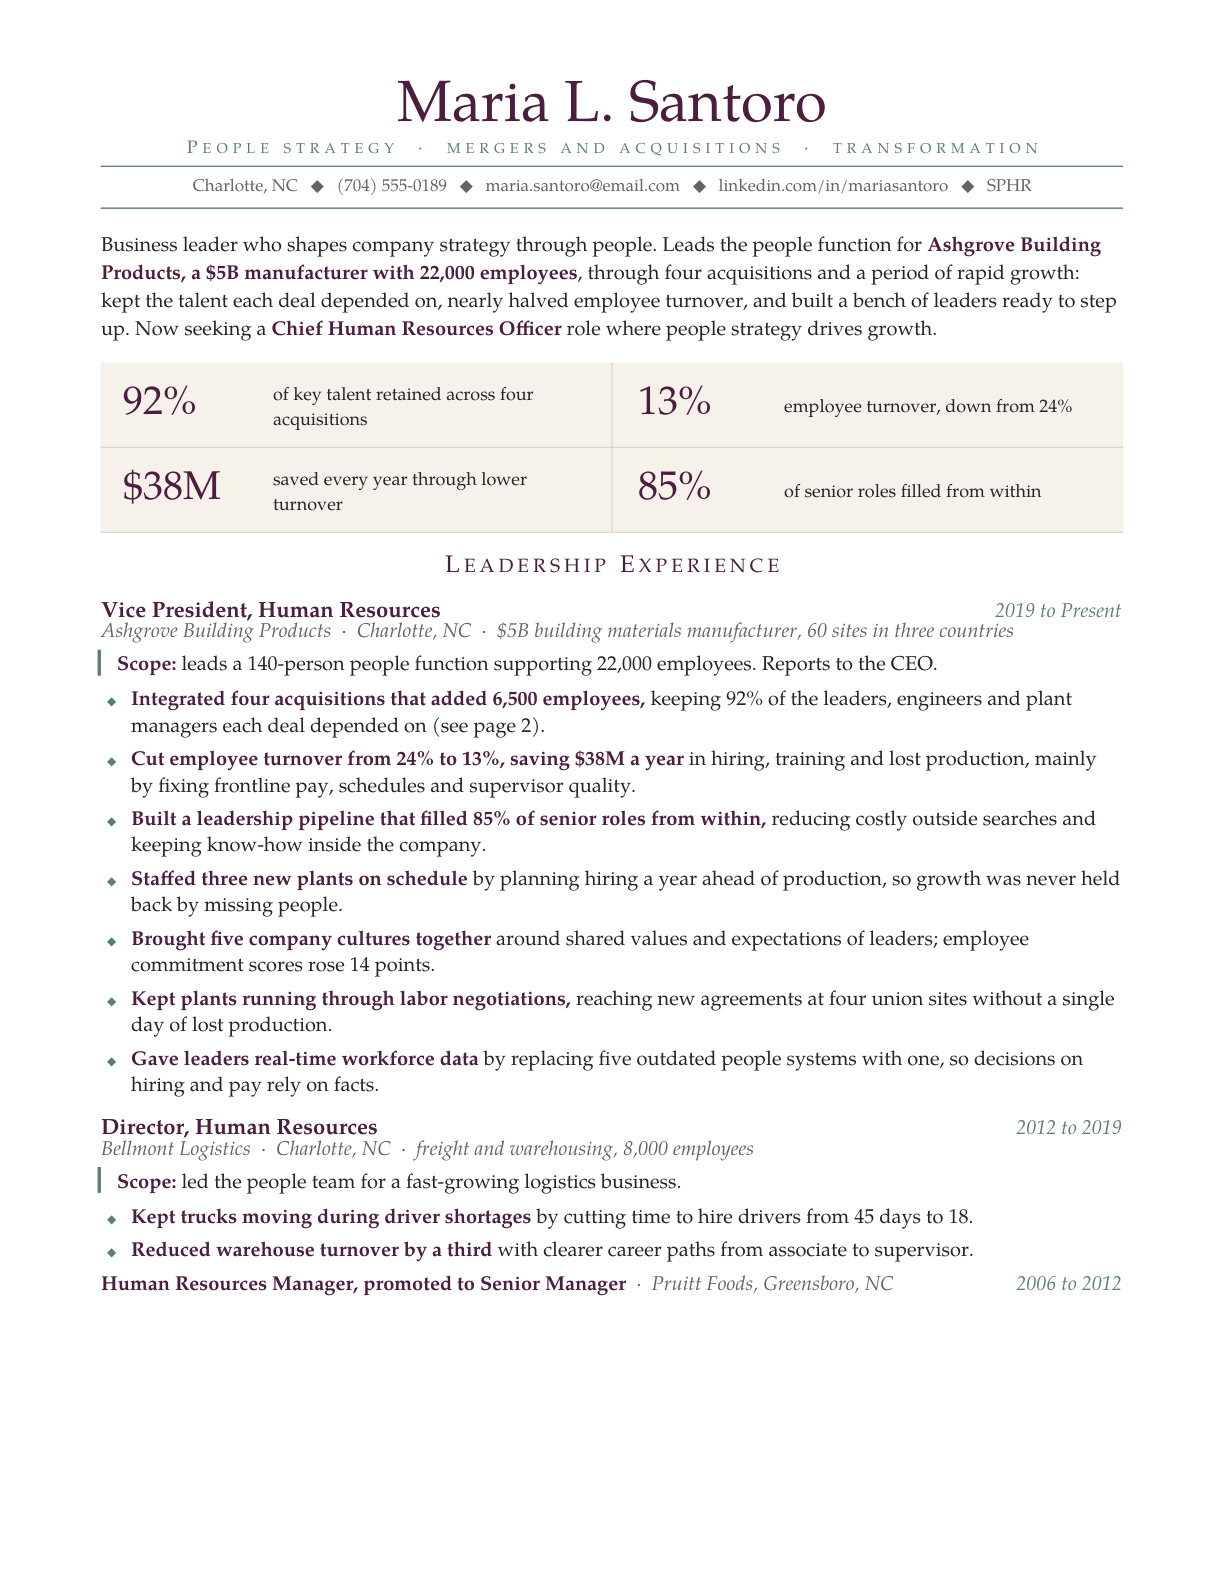 Maria L. Santoro
People strategy · mergers and acquisitions · transformation
Charlotte, NC ◆ (704) 555-0189 ◆ maria.santoro@email.com ◆ linkedin.com/in/mariasantoro ◆ SPHR
Business leader who shapes company strategy through people. Leads the people function for Ashgrove Building
Products, a $5B manufacturer with 22,000 employees, through four acquisitions and a period of rapid growth:
kept the talent each deal depended on, nearly halved employee turnover, and built a bench of leaders ready to step
up. Now seeking a Chief Human Resources Officer role where people strategy drives growth.
92% of key talent retained across four
acquisitions
13% employee turnover, down from 24%
$38M saved every year through lower
turnover
85% of senior roles filled from within
Leadership Experience
Vice President, Human Resources 2019 to Present
Ashgrove Building Products · Charlotte, NC · $5B building materials manufacturer, 60 sites in three countries
Scope: leads a 140-person people function supporting 22,000 employees. Reports to the CEO.
◆ Integrated four acquisitions that added 6,500 employees, keeping 92% of the leaders, engineers and plant
managers each deal depended on (see page 2).
◆ Cut employee turnover from 24% to 13%, saving $38M a year in hiring, training and lost production, mainly
by fixing frontline pay, schedules and supervisor quality.
◆ Built a leadership pipeline that filled 85% of senior roles from within, reducing costly outside searches and
keeping know-how inside the company.
◆ Staffed three new plants on schedule by planning hiring a year ahead of production, so growth was never held
back by missing people.
◆ Brought five company cultures together around shared values and expectations of leaders; employee
commitment scores rose 14 points.
◆ Kept plants running through labor negotiations, reaching new agreements at four union sites without a single
day of lost production.
◆ Gave leaders real-time workforce data by replacing five outdated people systems with one, so decisions on
hiring and pay rely on facts.
Director, Human Resources 2012 to 2019
Bellmont Logistics · Charlotte, NC · freight and warehousing, 8,000 employees
Scope: led the people team for a fast-growing logistics business.
◆ Kept trucks moving during driver shortages by cutting time to hire drivers from 45 days to 18.
◆ Reduced warehouse turnover by a third with clearer career paths from associate to supervisor.
Human Resources Manager, promoted to Senior Manager · Pruitt Foods, Greensboro, NC 2006 to 2012